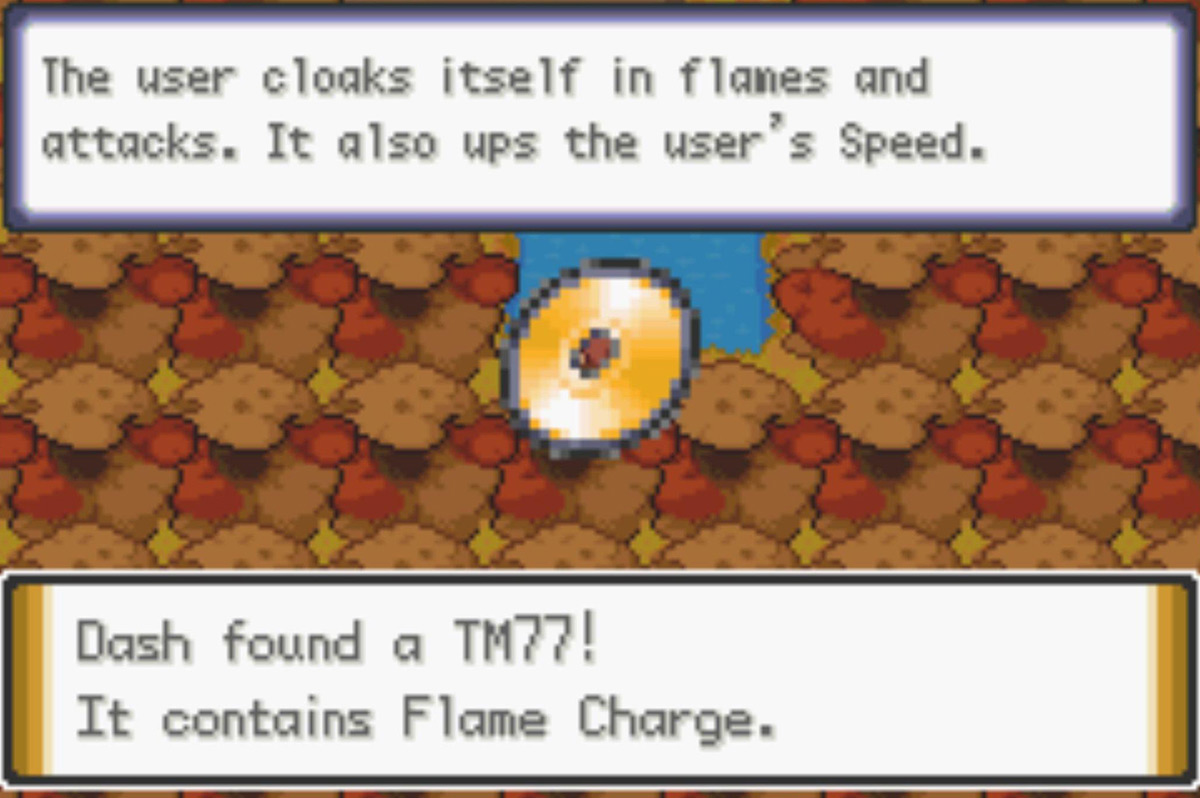 The user cloaks itself in flames and
attacks. It also ups the user's Speed.
Dash found a TM77!
It contains Flame Charge.